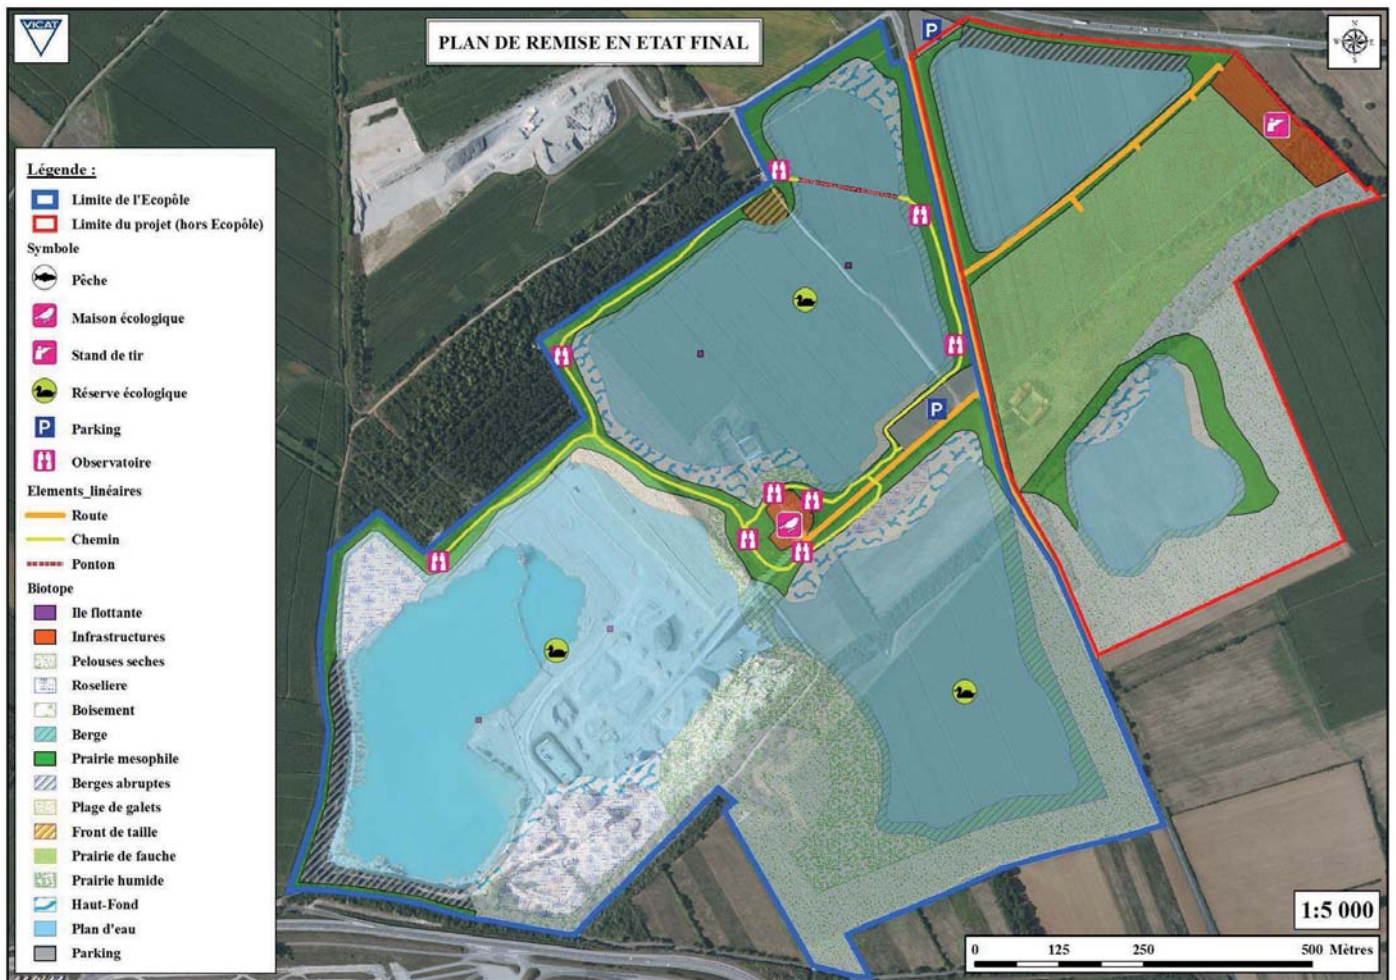 VICAT
PLAN DE REMISE EN ETAT FINAL
P
N
W E
S
Légende :
Limite de l'Ecopôle
Limite du projet (hors Ecopôle)
Symbole
Pêche
Maison écologique
Stand de tir
Réserve écologique
P Parking
Observatoire
Elements_linéaires
Route
Chemin
Ponton
Biotope
Ile flottante
Infrastructures
Pelouses seches
Roseliere
Boisement
Berge
Prairie mesophile
Berges abruptes
Plage de galets
Front de taille
Prairie de fauche
Prairie humide
Haut-Fond
Plan d'eau
Parking
P
1:5 000
0 125 250 500 Mètres